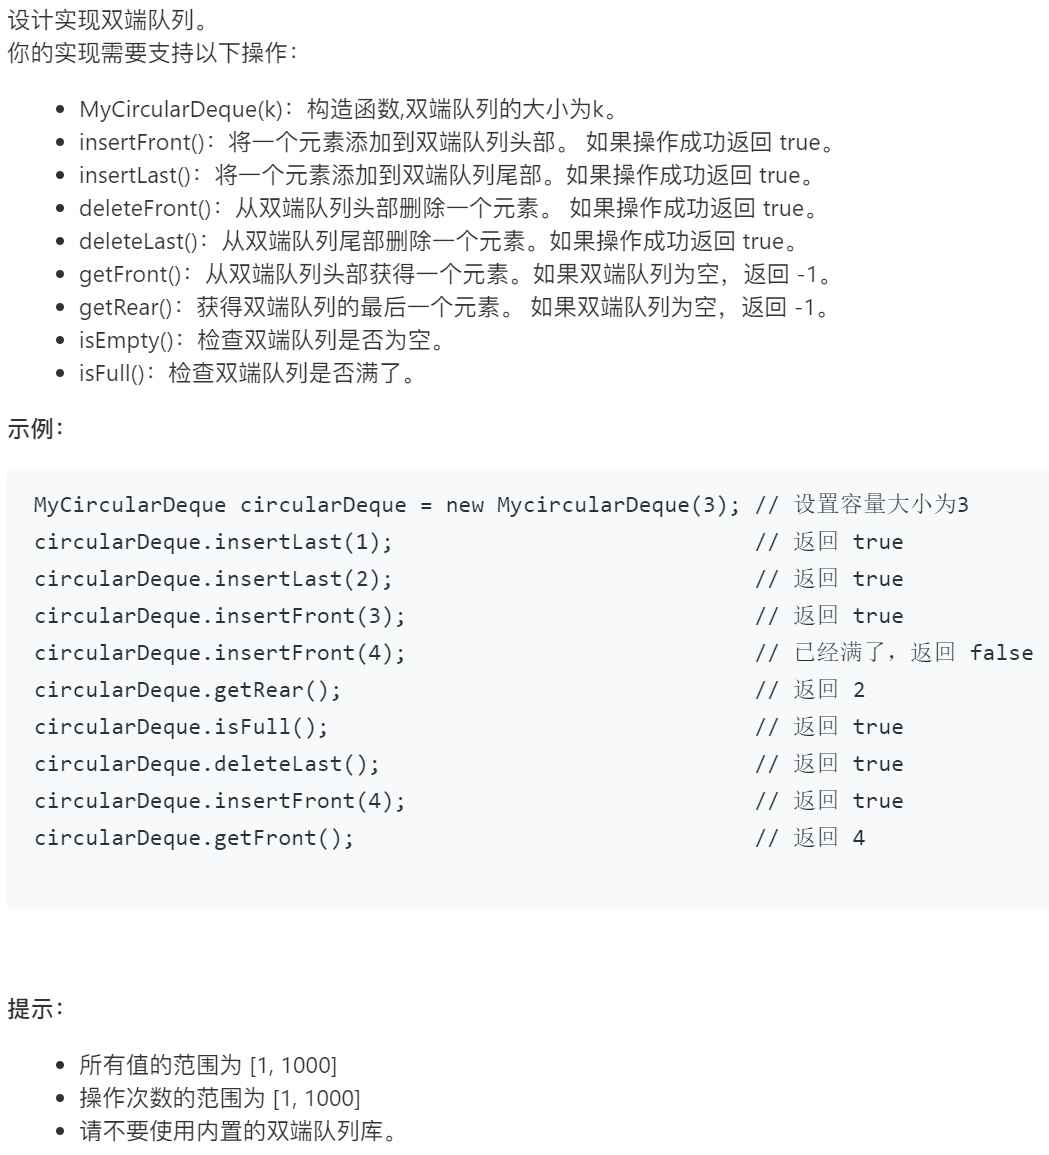 设计实现双端队列。
你的实现需要支持以下操作：
MyCircularDeque(k)：构造函数,双端队列的大小为k。
insertFront()：将一个元素添加到双端队列头部。 如果操作成功返回 true。
insertLast()：将一个元素添加到双端队列尾部。如果操作成功返回 true。
deleteFront()：从双端队列头部删除一个元素。 如果操作成功返回 true。
deleteLast()：从双端队列尾部删除一个元素。如果操作成功返回 true。
getFront()：从双端队列头部获得一个元素。如果双端队列为空，返回 -1。
getRear()：获得双端队列的最后一个元素。 如果双端队列为空，返回 -1。
isEmpty()：检查双端队列是否为空。
isFull()：检查双端队列是否满了。
示例：
MyCircularDeque circularDeque = new MycircularDeque(3); // 设置容量大小为3
circularDeque.insertLast(1); // 返回 true
circularDeque.insertLast(2); // 返回 true
circularDeque.insertFront(3); // 返回 true
circularDeque.insertFront(4); // 已经满了，返回 false
circularDeque.getRear(); // 返回 2
circularDeque.isFull(); // 返回 true
circularDeque.deleteLast(); // 返回 true
circularDeque.insertFront(4); // 返回 true
circularDeque.getFront(); // 返回 4
提示：
所有值的范围为 [1, 1000]
操作次数的范围为 [1, 1000]
请不要使用内置的双端队列库。